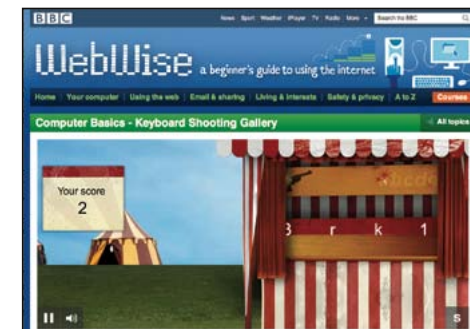 BBC
News Sport Weather iPlayer TV Radio More Search the BBC
WebWise a beginner's guide to using the internet
Home Your computer Using the web Email & sharing Living & Interests Safety & privacy A to Z Courses
Computer Basics - Keyboard Shooting Gallery All topics
Your score
2
abcde
3 r k 1
S